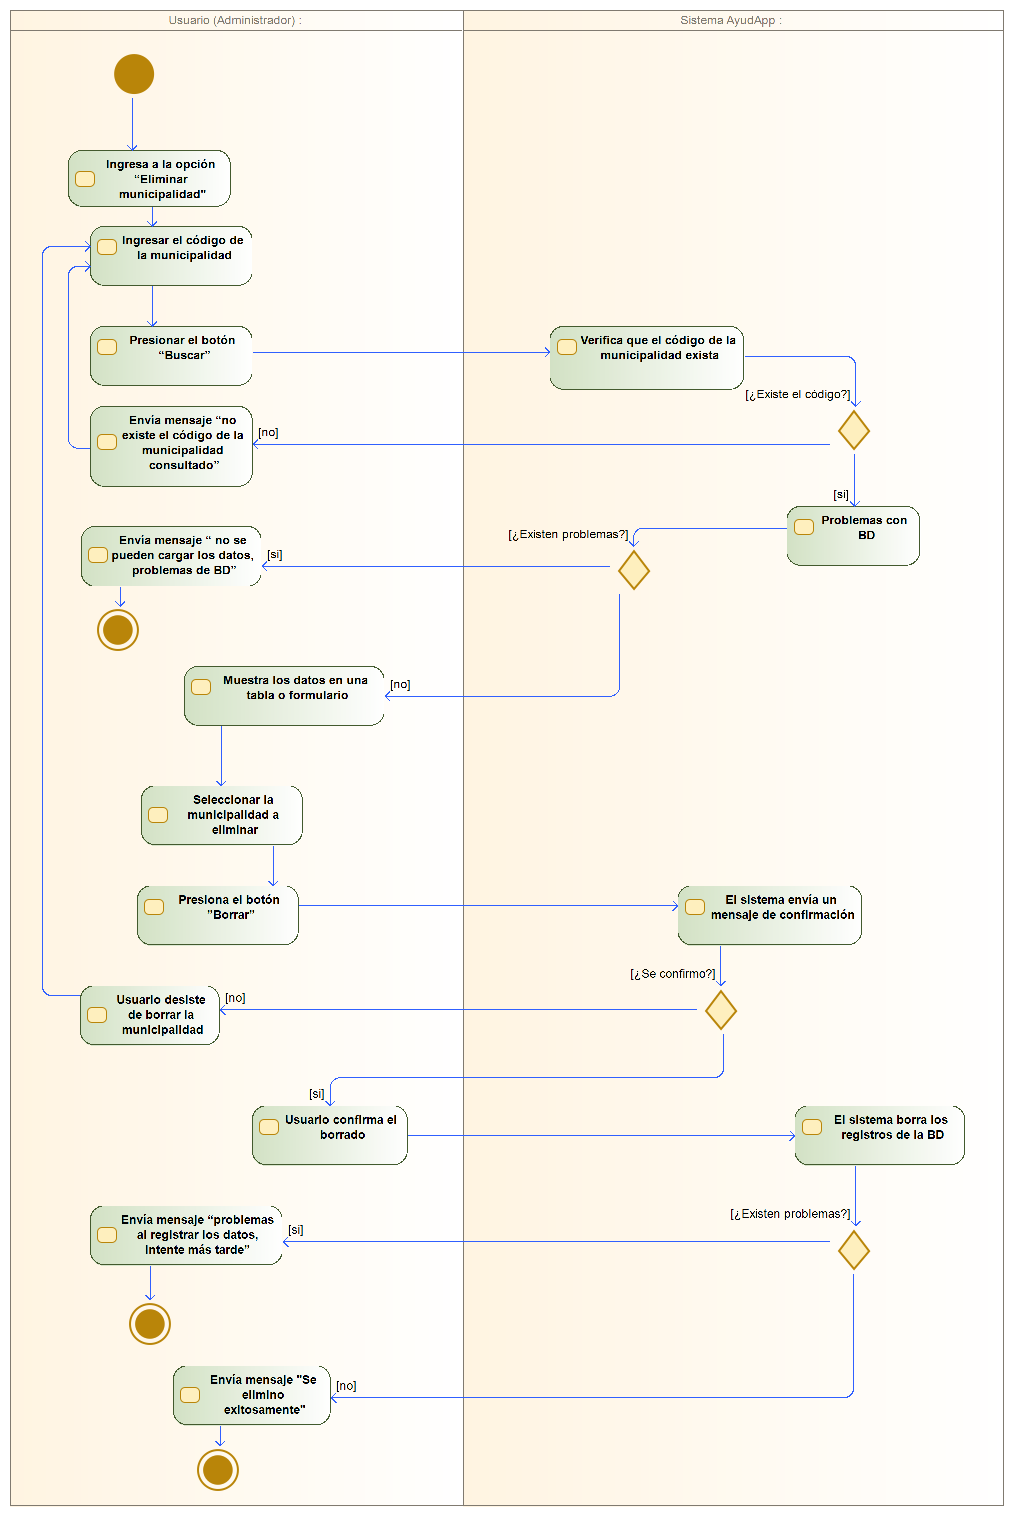 Usuario (Administrador) :
Sistema AyudApp :
Ingresa a la opción
“Eliminar
municipalidad"
Ingresar el código de
la municipalidad
Presionar el botón
“Buscar”
Verifica que el código de la
municipalidad exista
[¿Existe el código?]
Envía mensaje “no
existe el código de la
municipalidad
consultado”
[no]
[si]
Problemas con
BD
[¿Existen problemas?]
Envía mensaje “ no se
pueden cargar los datos,
problemas de BD”
[si]
Muestra los datos en una
tabla o formulario
[no]
Seleccionar la
municipalidad a
eliminar
Presiona el botón
”Borrar”
El sistema envía un
mensaje de confirmación
[¿Se confirmo?]
Usuario desiste
de borrar la
municipalidad
[no]
[si]
Usuario confirma el
borrado
El sistema borra los
registros de la BD
[¿Existen problemas?]
Envía mensaje “problemas
al registrar los datos,
intente más tarde”
[si]
Envía mensaje "Se
elimino
exitosamente"
[no]